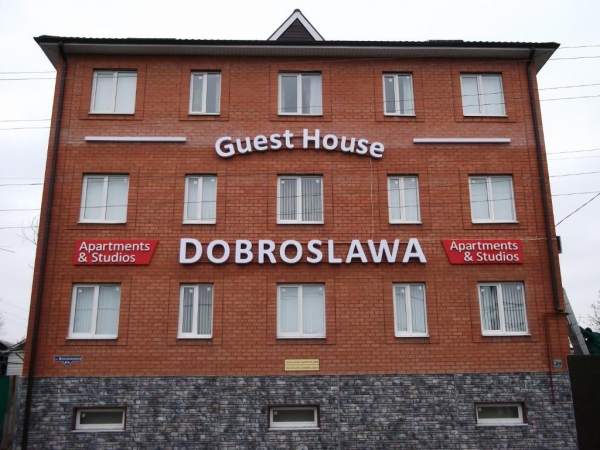 Guest House
Apartments
& Studios
DOBROSLAWA
Apartments
& Studios